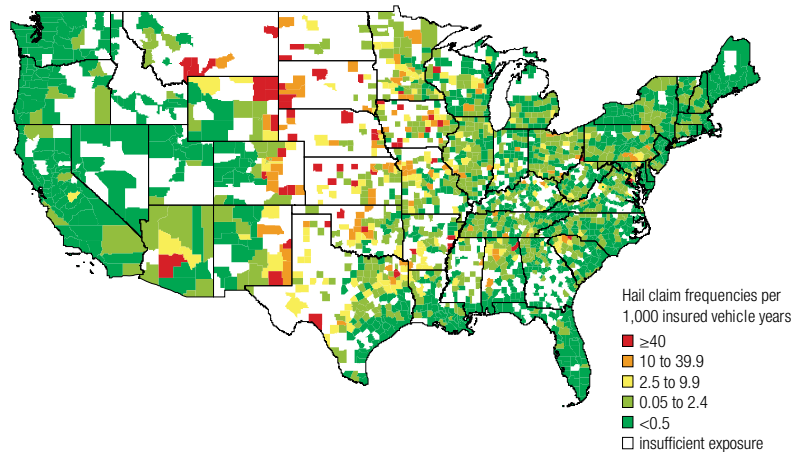 Hail claim frequencies per
1,000 insured vehicle years
≥40
10 to 39.9
2.5 to 9.9
0.05 to 2.4
<0.5
insufficient exposure